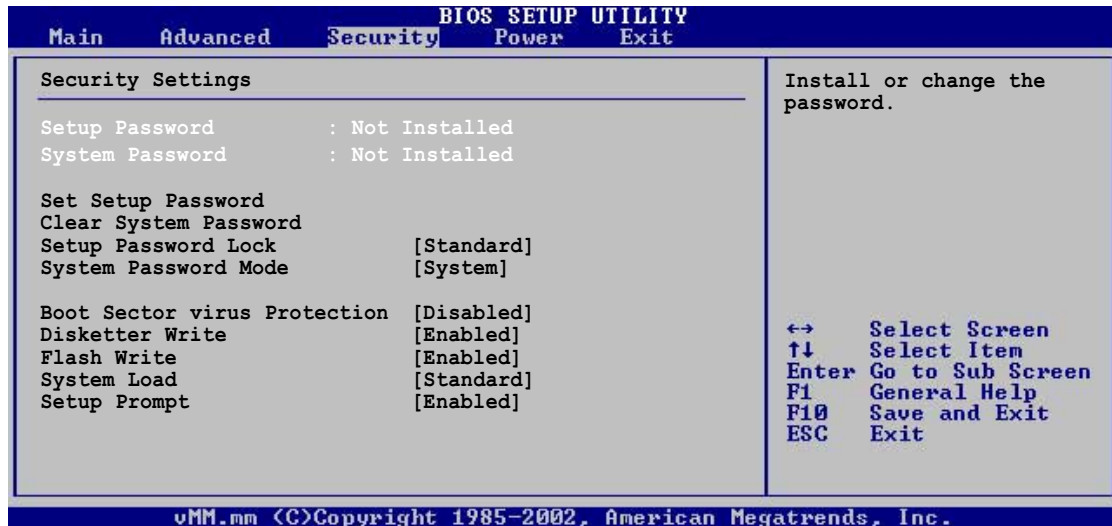 BIOS SETUP UTILITY
Main Advanced Security Power Exit
Security Settings
Setup Password : Not Installed
System Password : Not Installed
Set Setup Password
Clear System Password
Setup Password Lock [Standard]
System Password Mode [System]
Boot Sector virus Protection [Disabled]
Disketter Write [Enabled]
Flash Write [Enabled]
System Load [Standard]
Setup Prompt [Enabled]
Install or change the
password.
←→ Select Screen
↑↓ Select Item
Enter Go to Sub Screen
F1 General Help
F10 Save and Exit
ESC Exit
vMM.mm (C)Copyright 1985-2002, American Megatrends, Inc.